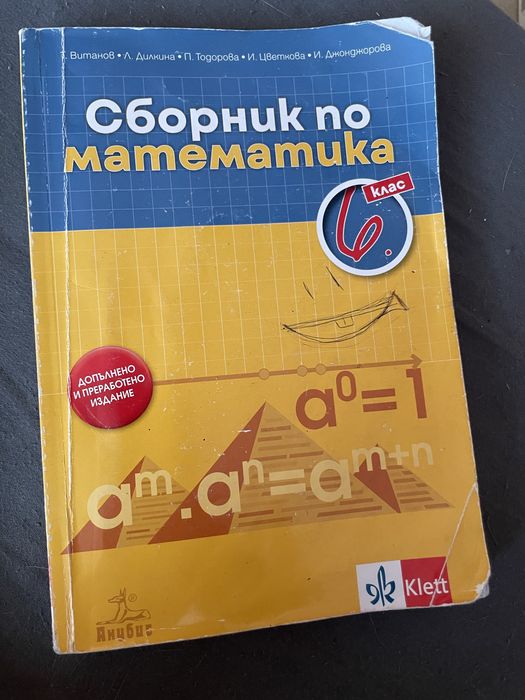 Т. Витанов • Л. Дилкина • П. Тодорова • И. Цветкова • И. Джонджорова
Сборник по
математика
6. клас
ДОПЪЛНЕНО
И ПРЕРАБОТЕНО
ИЗДАНИЕ
a⁰=1
aᵐ.aⁿ=aᵐ⁺ⁿ
Анубис
®
Klett